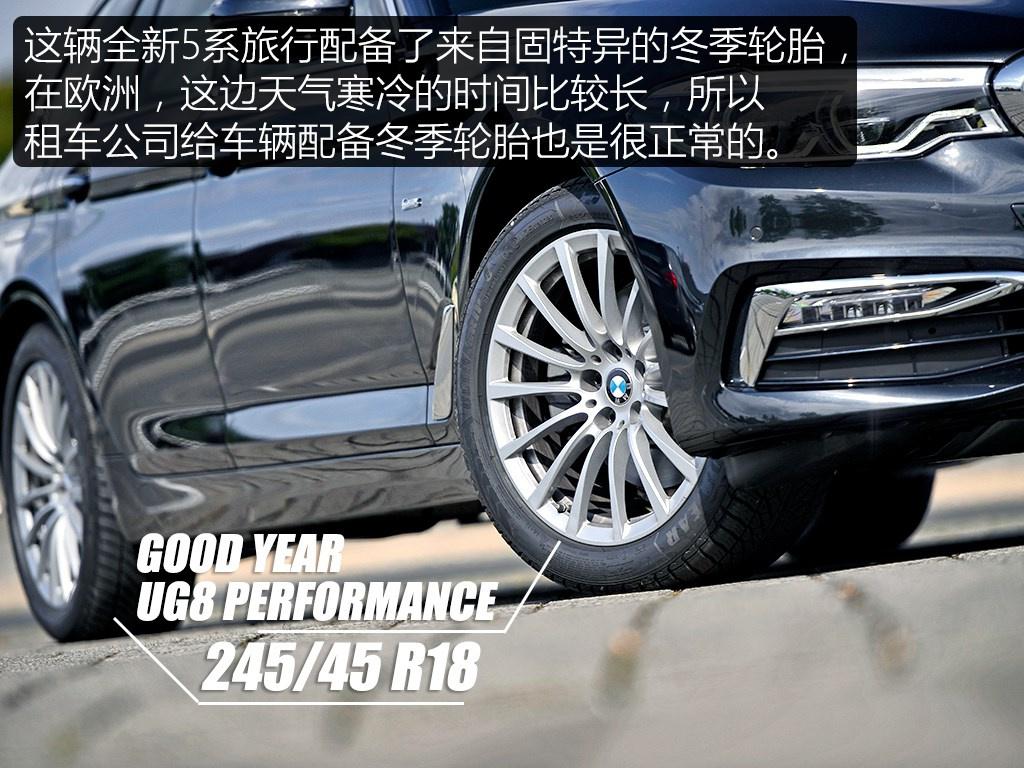 这辆全新5系旅行配备了来自固特异的冬季轮胎，
在欧洲，这边天气寒冷的时间比较长，所以
租车公司给车辆配备冬季轮胎也是很正常的。
GOOD YEAR
UG8 PERFORMANCE
245/45 R18